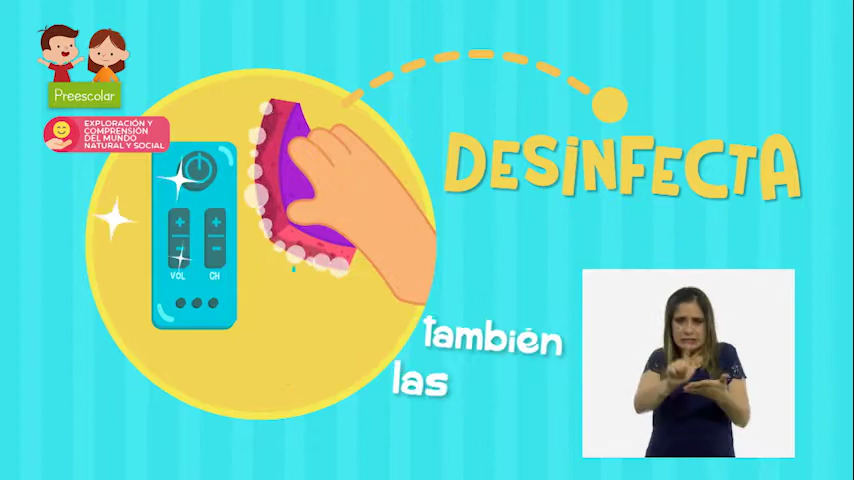 Preescolar
EXPLORACIÓN Y
COMPRENSIÓN
DEL MUNDO
NATURAL Y SOCIAL
DESiNFECTA
+ +
- -
VOL CH
también
las